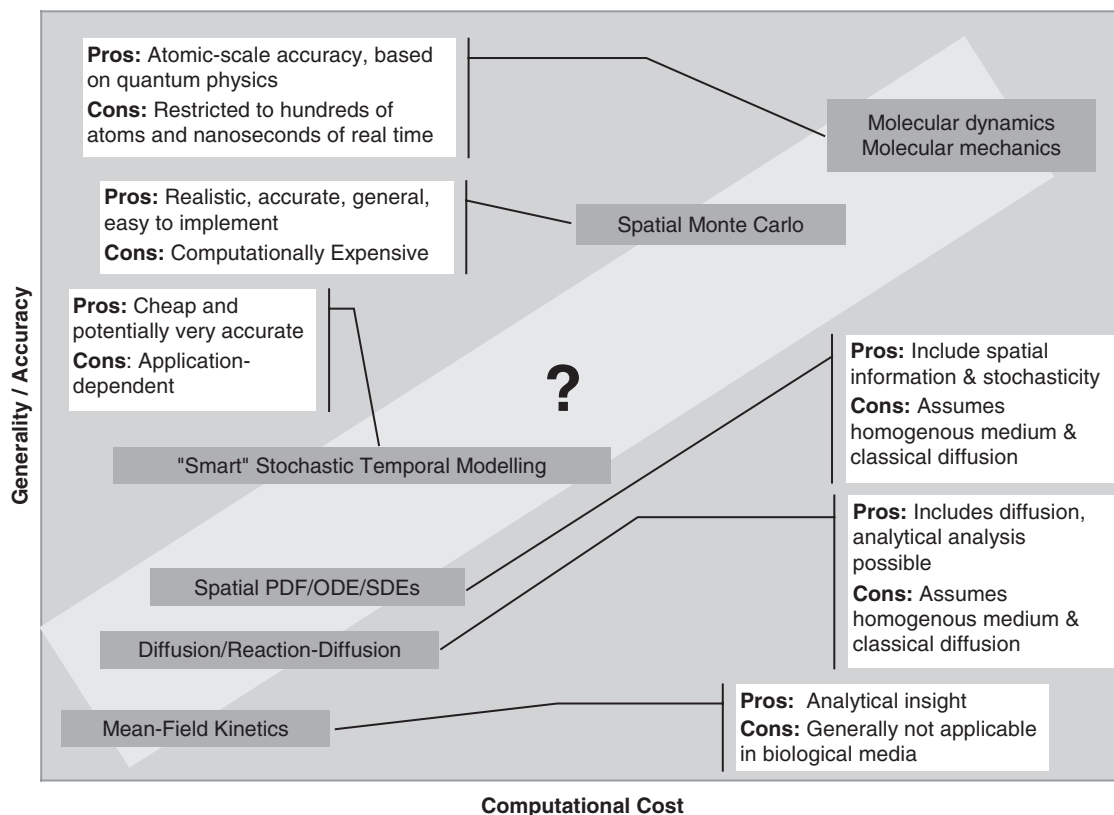 Pros: Atomic-scale accuracy, based
on quantum physics
Cons: Restricted to hundreds of
atoms and nanoseconds of real time
Molecular dynamics
Molecular mechanics
Pros: Realistic, accurate, general,
easy to implement
Cons: Computationally Expensive
Spatial Monte Carlo
Pros: Cheap and
potentially very accurate
Cons: Application-
dependent
?
Pros: Include spatial
information & stochasticity
Cons: Assumes
homogenous medium &
classical diffusion
"Smart" Stochastic Temporal Modelling
Pros: Includes diffusion,
analytical analysis
possible
Cons: Assumes
homogenous medium &
classical diffusion
Spatial PDF/ODE/SDEs
Diffusion/Reaction-Diffusion
Mean-Field Kinetics
Pros: Analytical insight
Cons: Generally not applicable
in biological media
Generality / Accuracy
Computational Cost